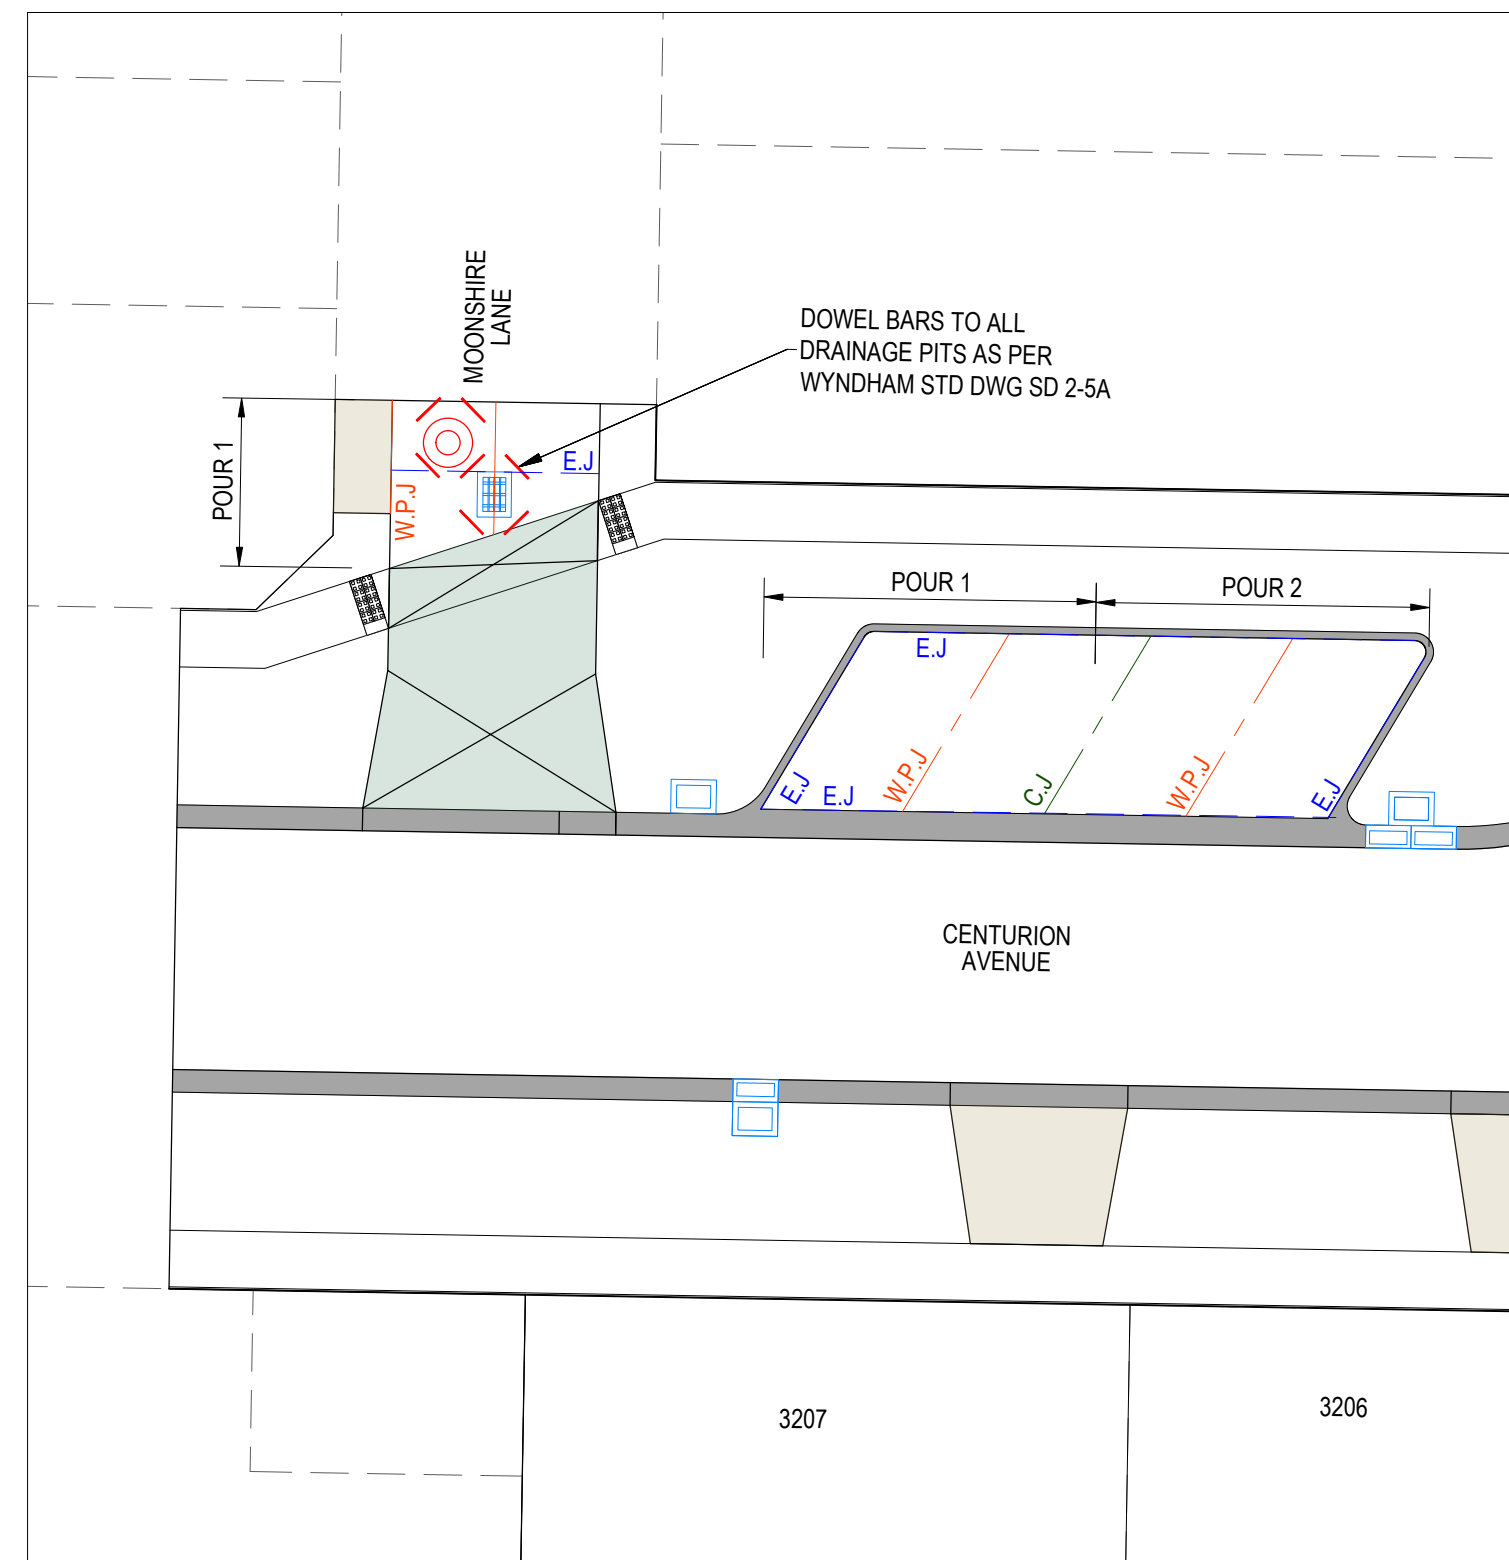 MOONSHIRE
LANE
DOWEL BARS TO ALL
DRAINAGE PITS AS PER
WYNDHAM STD DWG SD 2-5A
POUR 1
E.J
W.P.J
POUR 1
POUR 2
E.J
E.J
E.J
W.P.J
C.J
W.P.J
E.J
CENTURION
AVENUE
3207
3206